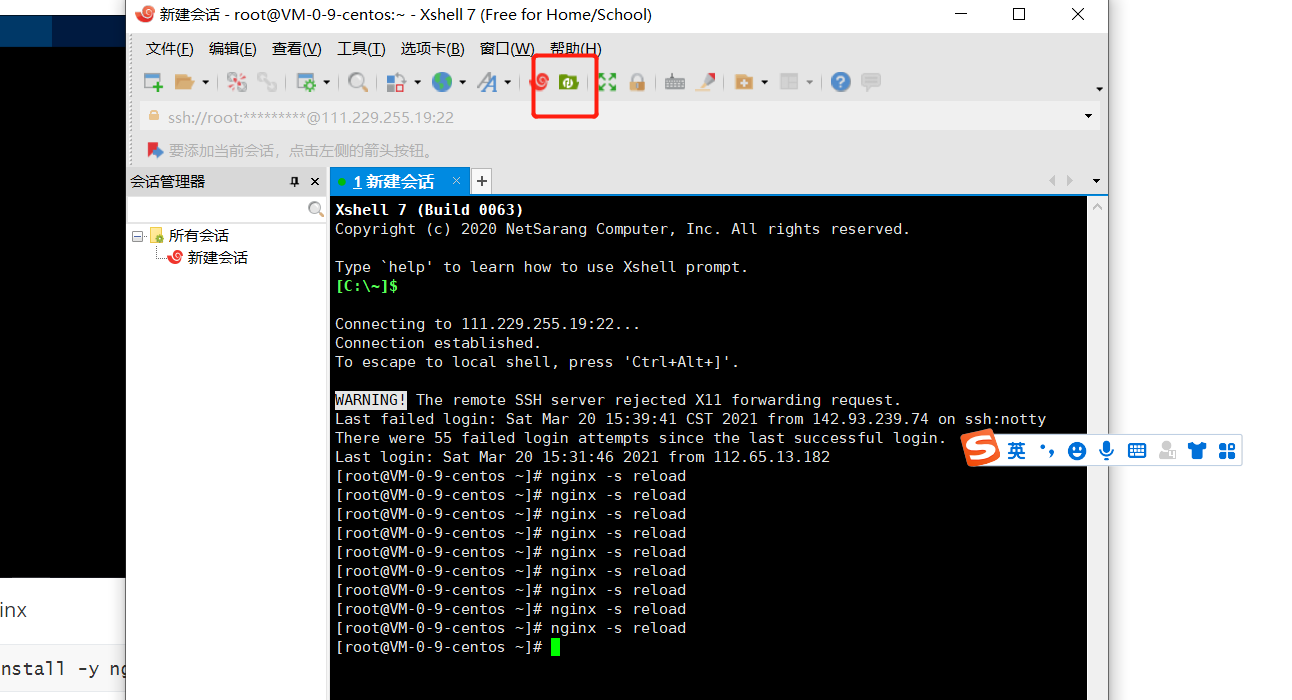 新建会话 - root@VM-0-9-centos:~ - Xshell 7 (Free for Home/School)
文件(F) 编辑(E) 查看(V) 工具(T) 选项卡(B) 窗口(W) 帮助(H)
ssh://root:*********@111.229.255.19:22
要添加当前会话，点击左侧的箭头按钮。
会话管理器
1 新建会话
所有会话
新建会话
Xshell 7 (Build 0063)
Copyright (c) 2020 NetSarang Computer, Inc. All rights reserved.
Type `help' to learn how to use Xshell prompt.
[C:\~]$
Connecting to 111.229.255.19:22...
Connection established.
To escape to local shell, press 'Ctrl+Alt+]'.
WARNING! The remote SSH server rejected X11 forwarding request.
Last failed login: Sat Mar 20 15:39:41 CST 2021 from 142.93.239.74 on ssh:notty
There were 55 failed login attempts since the last successful login.
Last login: Sat Mar 20 15:31:46 2021 from 112.65.13.182
[root@VM-0-9-centos ~]# nginx -s reload
[root@VM-0-9-centos ~]# nginx -s reload
[root@VM-0-9-centos ~]# nginx -s reload
[root@VM-0-9-centos ~]# nginx -s reload
[root@VM-0-9-centos ~]# nginx -s reload
[root@VM-0-9-centos ~]# nginx -s reload
[root@VM-0-9-centos ~]# nginx -s reload
[root@VM-0-9-centos ~]# nginx -s reload
[root@VM-0-9-centos ~]# nginx -s reload
[root@VM-0-9-centos ~]#
英
inx
nstall -y ng